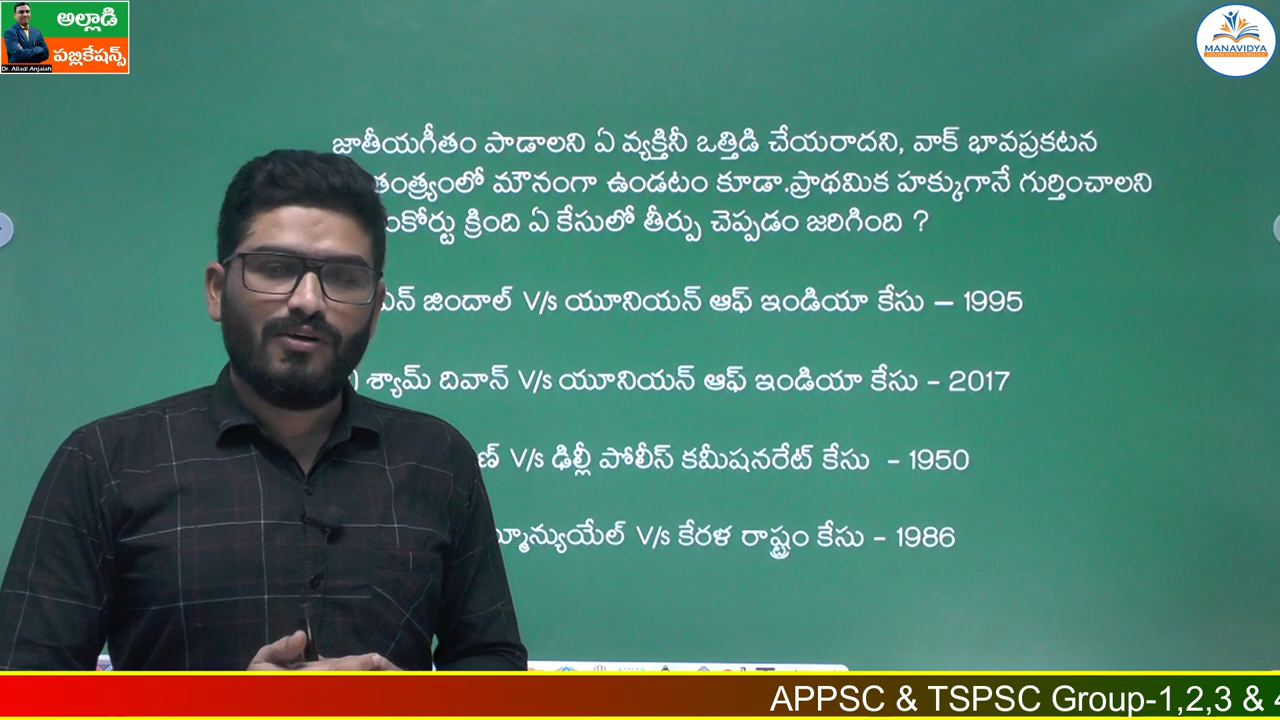 అల్లాడి
పబ్లికేషన్స్
Dr. Alladi Anjaiah
MANAVIDYA
జాతీయగీతం పాడాలని ఏ వ్యక్తినీ ఒత్తిడి చేయరాదని, వాక్ భావప్రకటన
మౌనంగా ఉండటం కూడా.ప్రాథమిక హక్కుగానే గుర్తించాలని
క్రింది ఏ కేసులో తీర్పు చెప్పడం జరిగింది ?
జిందాల్ V/s యూనియన్ ఆఫ్ ఇండియా కేసు – 1995
) శ్యామ్ దివాన్ V/s యూనియన్ ఆఫ్ ఇండియా కేసు – 2017
V/s ఢిల్లీ పోలీస్ కమీషనరేట్ కేసు – 1950
V/s కేరళ రాష్ట్రం కేసు – 1986
APPSC & TSPSC Group-1,2,3 &